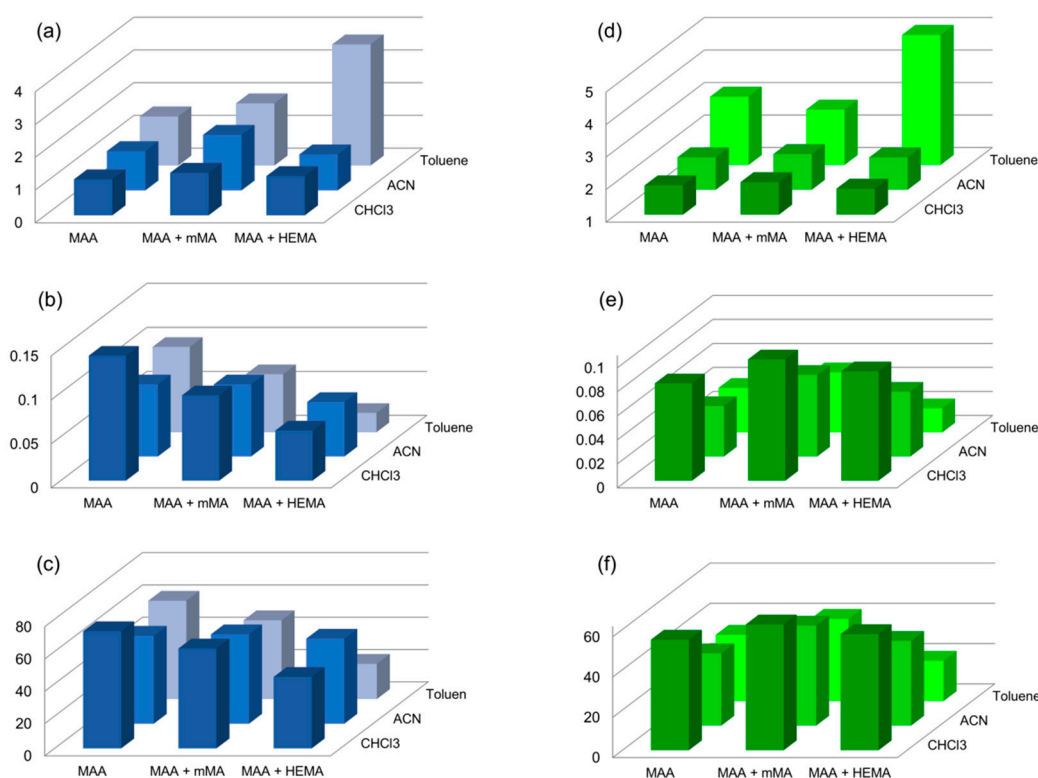 (a)
4
3
2
1
0
Toluene
ACN
CHCl3
MAA
MAA + mMA
MAA + HEMA
(d)
5
4
3
2
1
Toluene
ACN
CHCl3
MAA
MAA + mMA
MAA + HEMA
(b)
0.15
0.1
0.05
0
Toluene
ACN
CHCl3
MAA
MAA + mMA
MAA + HEMA
(e)
0.1
0.08
0.06
0.04
0.02
0
Toluene
ACN
CHCl3
MAA
MAA + mMA
MAA + HEMA
(c)
80
60
40
20
0
Toluen
ACN
CHCl3
MAA
MAA + mMA
MAA + HEMA
(f)
60
40
20
0
Toluene
ACN
CHCl3
MAA
MAA + mMA
MAA + HEMA